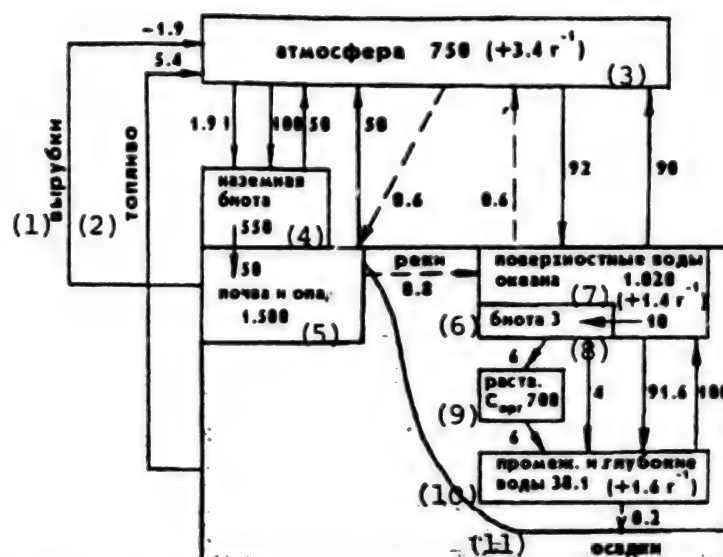 -1.9
5.4
атмосфера 750 (+3.4 г⁻¹)
(3)
1.91
100
50
50
0.6
0.6
92
90
вырубки
(1)
топливо
(2)
наземная
биота
550
(4)
50
почва и опад
1.500
(5)
реки
0.8
поверхностные воды
океана 1.020
(7)
(+1.4 г⁻¹)
(6)
биота 3
10
(8)
6
4
91.6
100
раств.
Cорг 700
(9)
6
промеж. и глубокие
воды 38.1 (+1.6 г⁻¹)
(10)
0.2
(11)
осадки